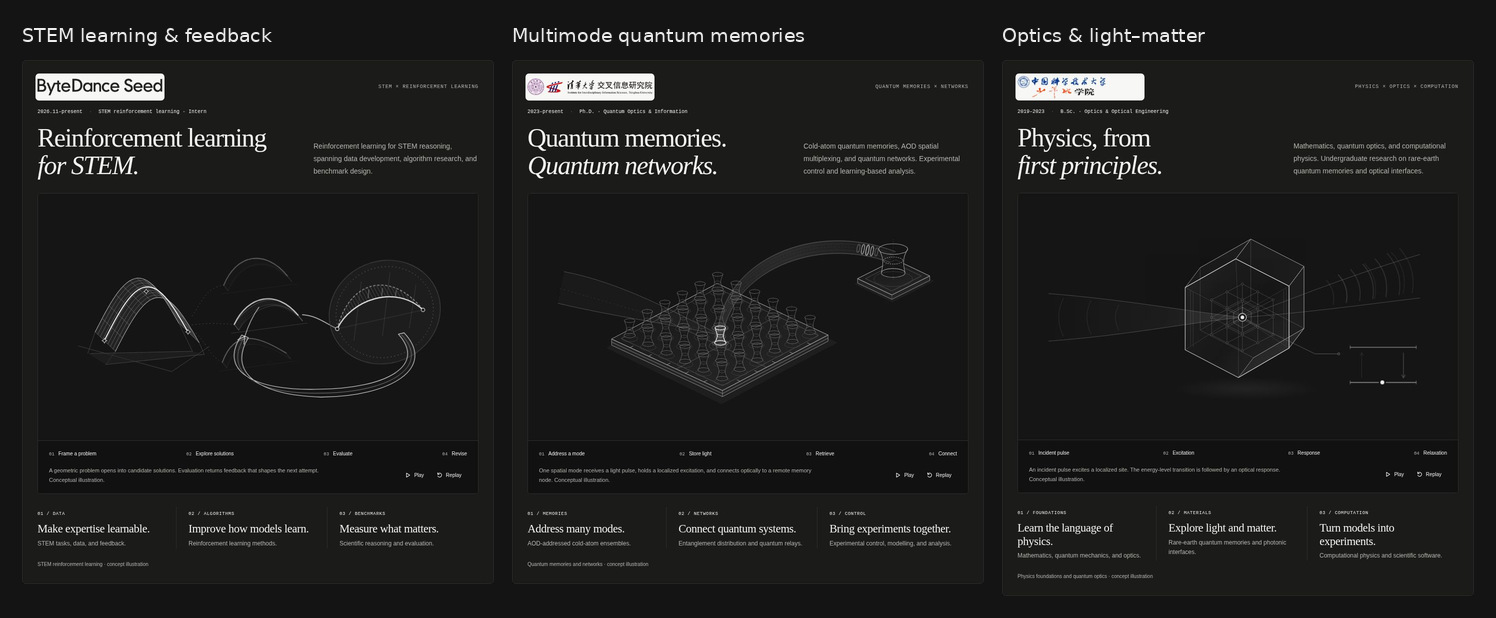 STEM learning & feedback
ByteDance Seed
STEM × REINFORCEMENT LEARNING
2026.11–present · STEM reinforcement learning · Intern
Reinforcement learning
for STEM.
Reinforcement learning for STEM reasoning,
spanning data development, algorithm research, and
benchmark design.
01 Frame a problem
02 Explore solutions
03 Evaluate
04 Revise
A geometric problem opens into candidate solutions. Evaluation returns feedback that shapes the next attempt.
Conceptual illustration.
Play
Replay
01 / DATA
Make expertise learnable.
STEM tasks, data, and feedback.
02 / ALGORITHMS
Improve how models learn.
Reinforcement learning methods.
03 / BENCHMARKS
Measure what matters.
Scientific reasoning and evaluation.
STEM reinforcement learning · concept illustration
Multimode quantum memories
清华大学 交叉信息研究院
QUANTUM MEMORIES × NETWORKS
2023–present · Ph.D. · Quantum Optics & Information
Quantum memories.
Quantum networks.
Cold-atom quantum memories, AOD spatial
multiplexing, and quantum networks. Experimental
control and learning-based analysis.
01 Address a mode
02 Store light
03 Retrieve
04 Connect
One spatial mode receives a light pulse, holds a localized excitation, and connects optically to a remote memory
node. Conceptual illustration.
Play
Replay
01 / MEMORIES
Address many modes.
AOD-addressed cold-atom ensembles.
02 / NETWORKS
Connect quantum systems.
Entanglement distribution and quantum relays.
03 / CONTROL
Bring experiments together.
Experimental control, modelling, and analysis.
Quantum memories and networks · concept illustration
Optics & light–matter
中国科学技术大学
少年班学院
PHYSICS × OPTICS × COMPUTATION
2019–2023 · B.Sc. · Optics & Optical Engineering
Physics, from
first principles.
Mathematics, quantum optics, and computational
physics. Undergraduate research on rare-earth
quantum memories and optical interfaces.
01 Incident pulse
02 Excitation
03 Response
04 Relaxation
An incident pulse excites a localized site. The energy-level transition is followed by an optical response.
Conceptual illustration.
Play
Replay
01 / FOUNDATIONS
Learn the language of
physics.
Mathematics, quantum mechanics, and optics.
02 / MATERIALS
Explore light and matter.
Rare-earth quantum memories and photonic
interfaces.
03 / COMPUTATION
Turn models into
experiments.
Computational physics and scientific software.
Physics foundations and quantum optics · concept illustration